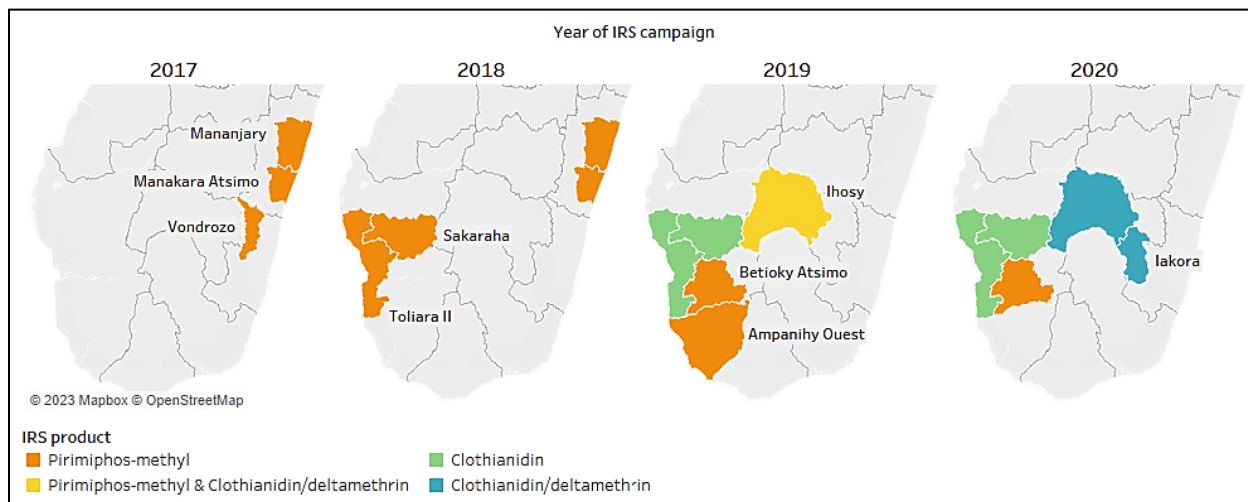 Year of IRS campaign
2017
2018
2019
2020
Mananjary
Manakara Atsimo
Vondrozo
Sakaraha
Toliara II
Ihosy
Betioky Atsimo
Ampanihy Ouest
Iakora
© 2023 Mapbox © OpenStreetMap
IRS product
Pirimiphos-methyl
Clothianidin
Pirimiphos-methyl & Clothianidin/deltamethrin
Clothianidin/deltamethrin